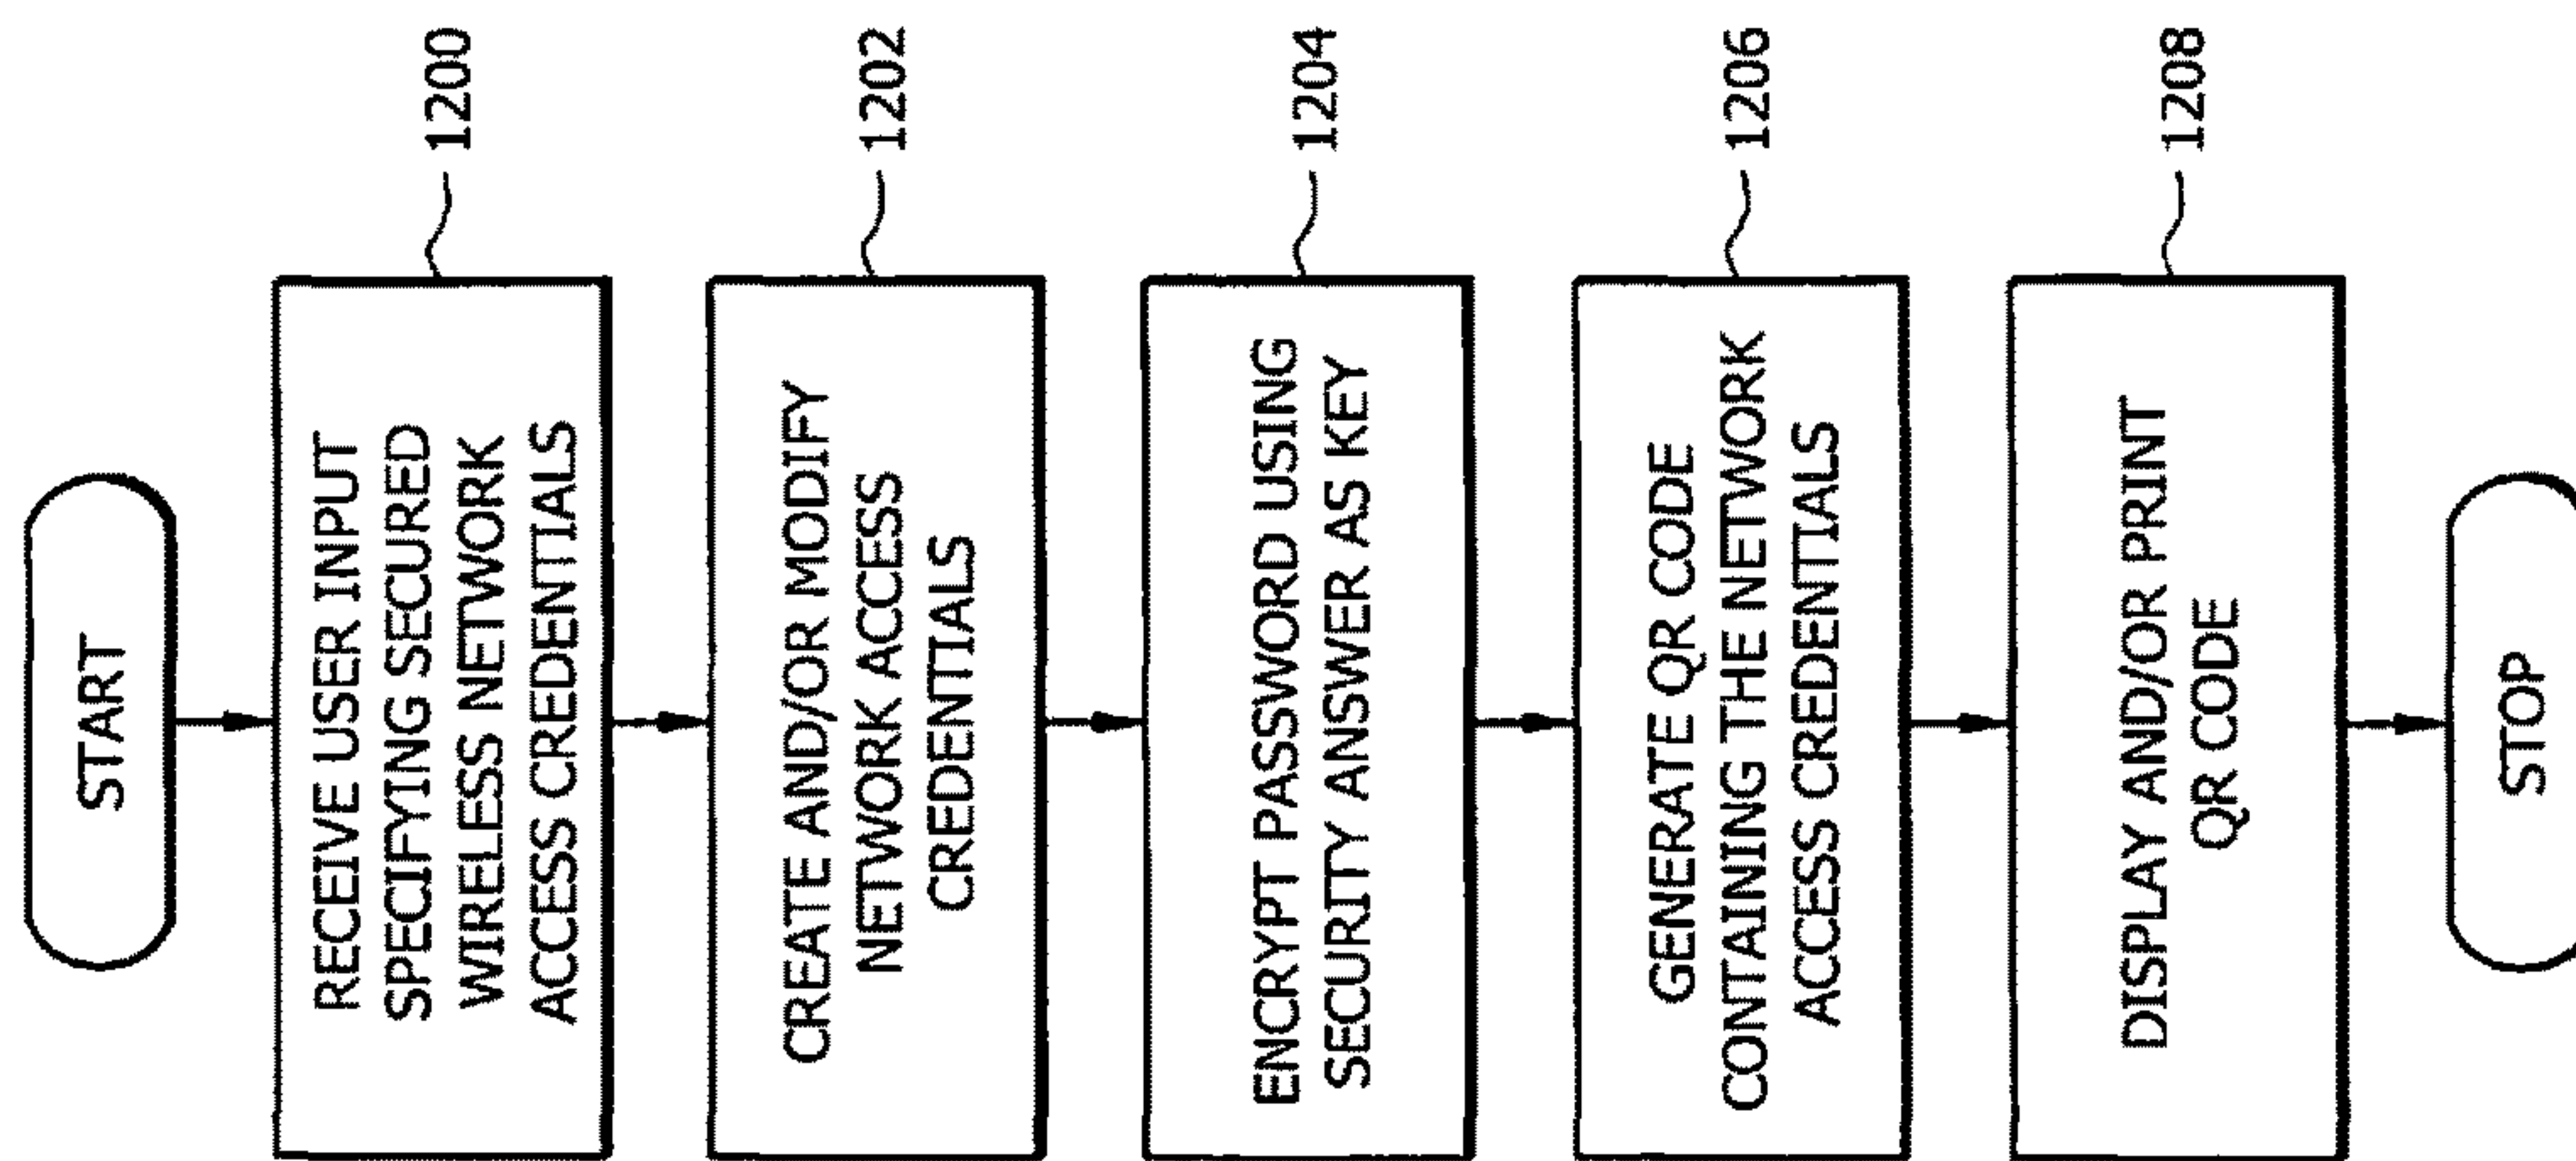 START
RECEIVE USER INPUT
SPECIFYING SECURED
WIRELESS NETWORK
ACCESS CREDENTIALS
1200
CREATE AND/OR MODIFY
NETWORK ACCESS
CREDENTIALS
1202
ENCRYPT PASSWORD USING
SECURITY ANSWER AS KEY
1204
GENERATE QR CODE
CONTAINING THE NETWORK
ACCESS CREDENTIALS
1206
DISPLAY AND/OR PRINT
QR CODE
1208
STOP